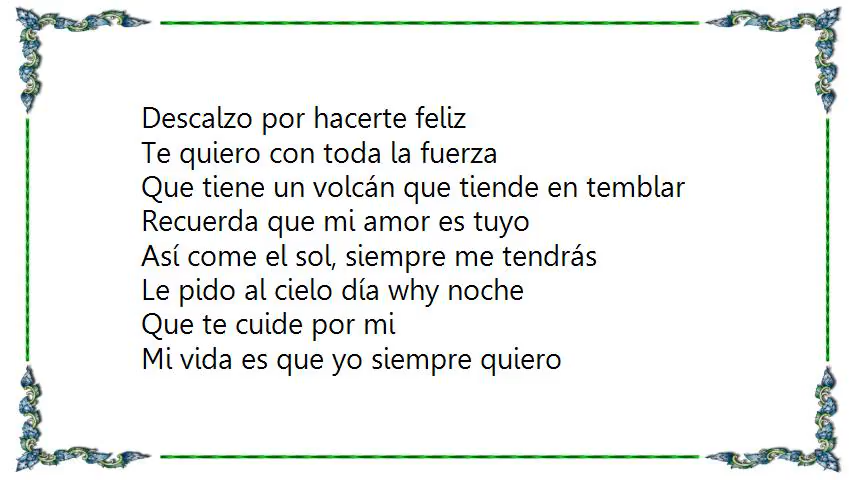 Descalzo por hacerte feliz
Te quiero con toda la fuerza
Que tiene un volcán que tiende en temblar
Recuerda que mi amor es tuyo
Así come el sol, siempre me tendrás
Le pido al cielo día why noche
Que te cuide por mi
Mi vida es que yo siempre quiero